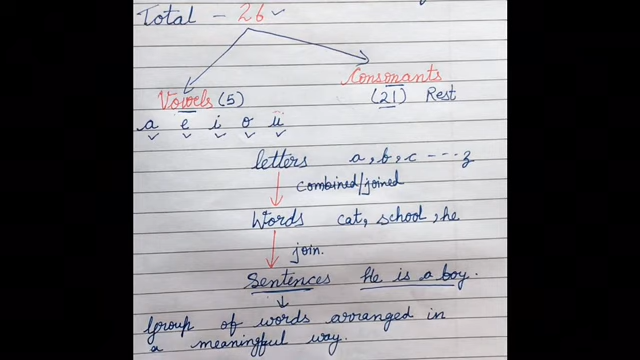 Total - 26
Vowels (5)
Consonants
(21) Rest
a e i o u
letters a, b, c ---- z
combined/joined
Words cat, school, he
join.
Sentences He is a boy.
Group of words arranged in
a meaningful way.